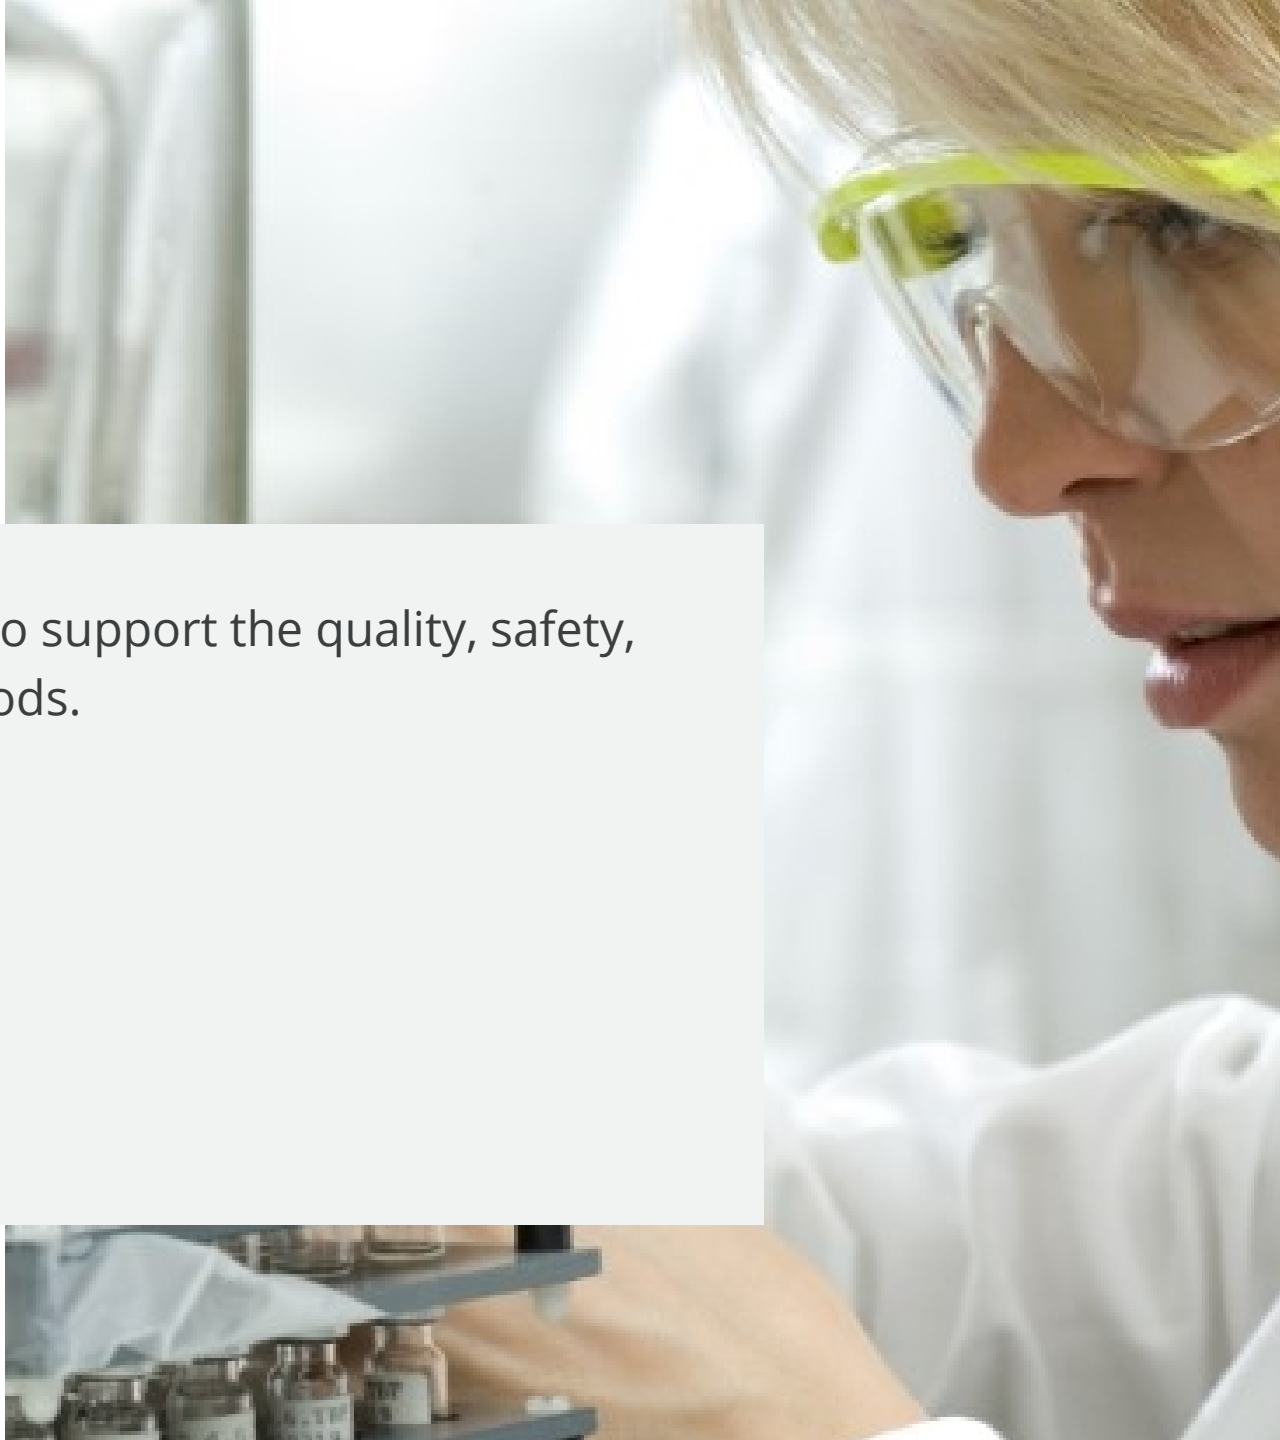 o support the quality, safety,
ods.